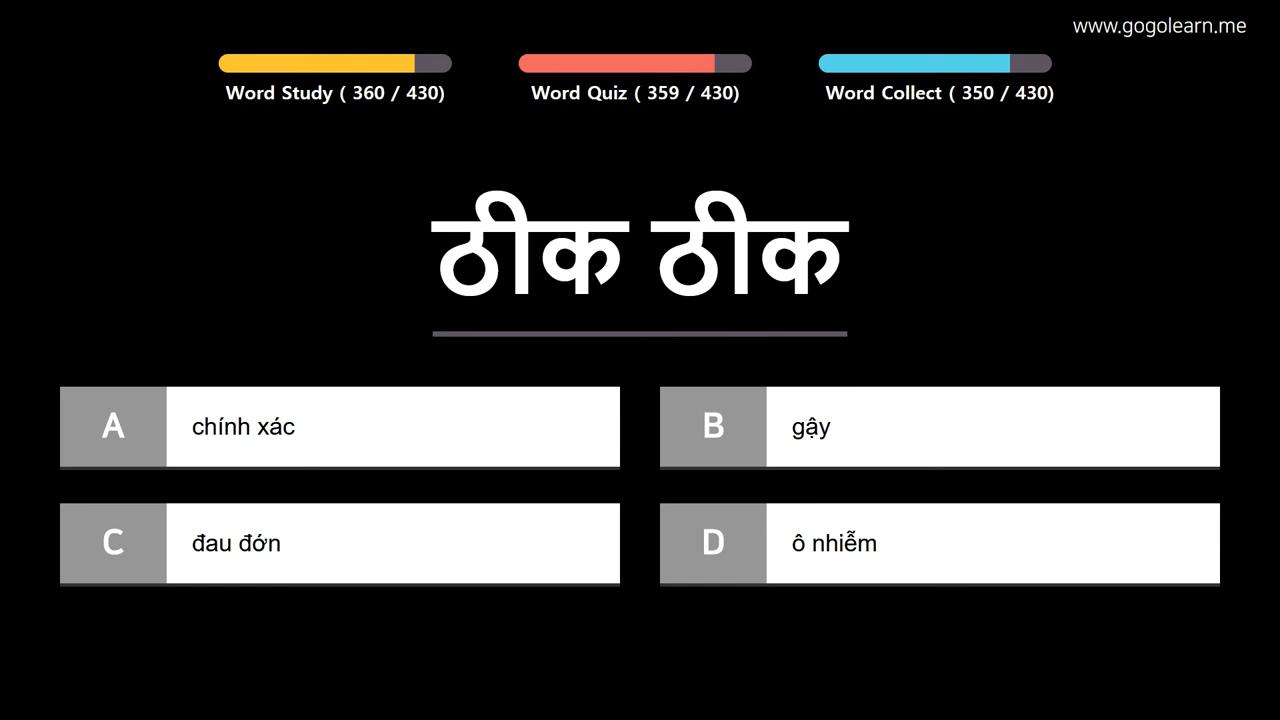 www.gogolearn.me
Word Study ( 360 / 430)
Word Quiz ( 359 / 430)
Word Collect ( 350 / 430)
ठीक ठीक
A chính xác
B gậy
C đau đớn
D ô nhiễm